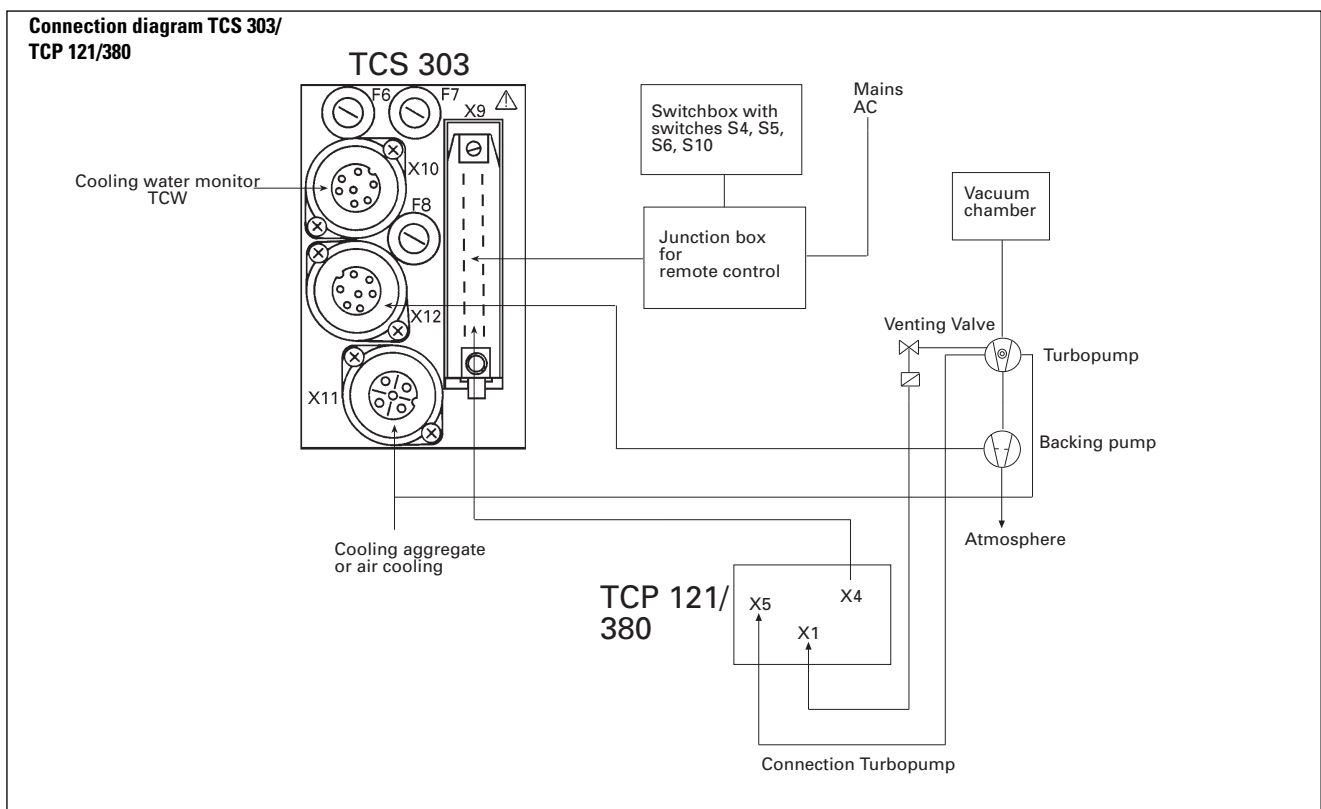 Connection diagram TCS 303/
TCP 121/380
TCS 303
F6
F7
X9
X10
Cooling water monitor
TCW
F8
X12
X11
Cooling aggregate
or air cooling
Switchbox with
switches S4, S5,
S6, S10
Mains
AC
Junction box
for
remote control
Vacuum
chamber
Venting Valve
Turbopump
Backing pump
Atmosphere
TCP 121/
380
X5
X4
X1
Connection Turbopump